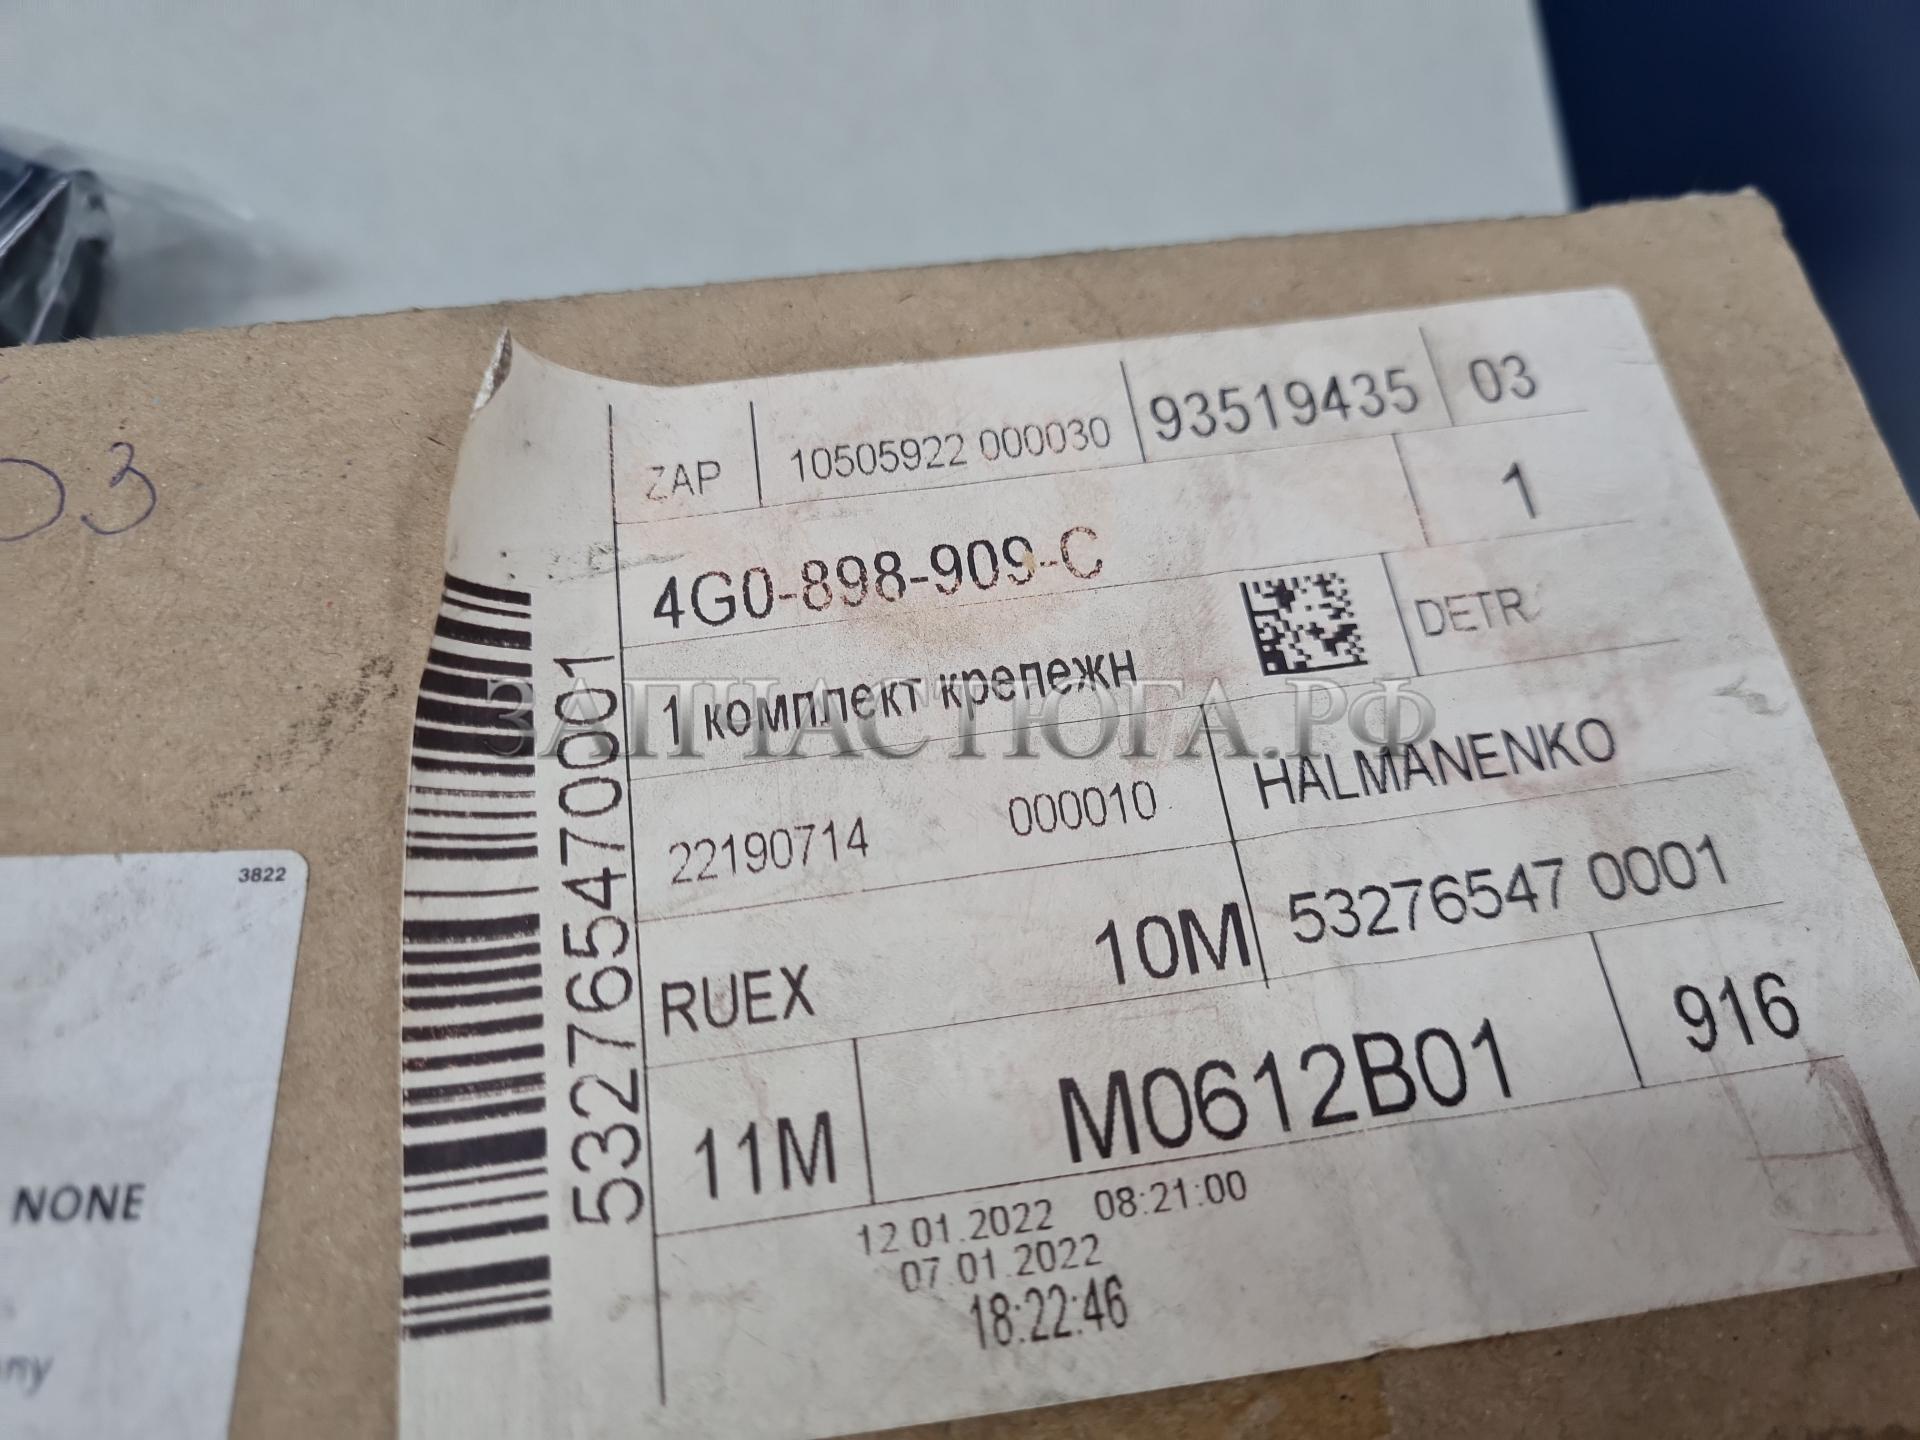 ZAP 10505922 000030 93519435 03
4G0-898-909-C 1
1 комплект крепежн
22190714 000010 HALMANENKO
RUEX 10M 53276547 0001
11M M0612B01 916
12.01.2022 08:21:00
07.01.2022
18:22:46
532765470001
ЗАПЧАСТЮГА.РФ
03
3822
NONE